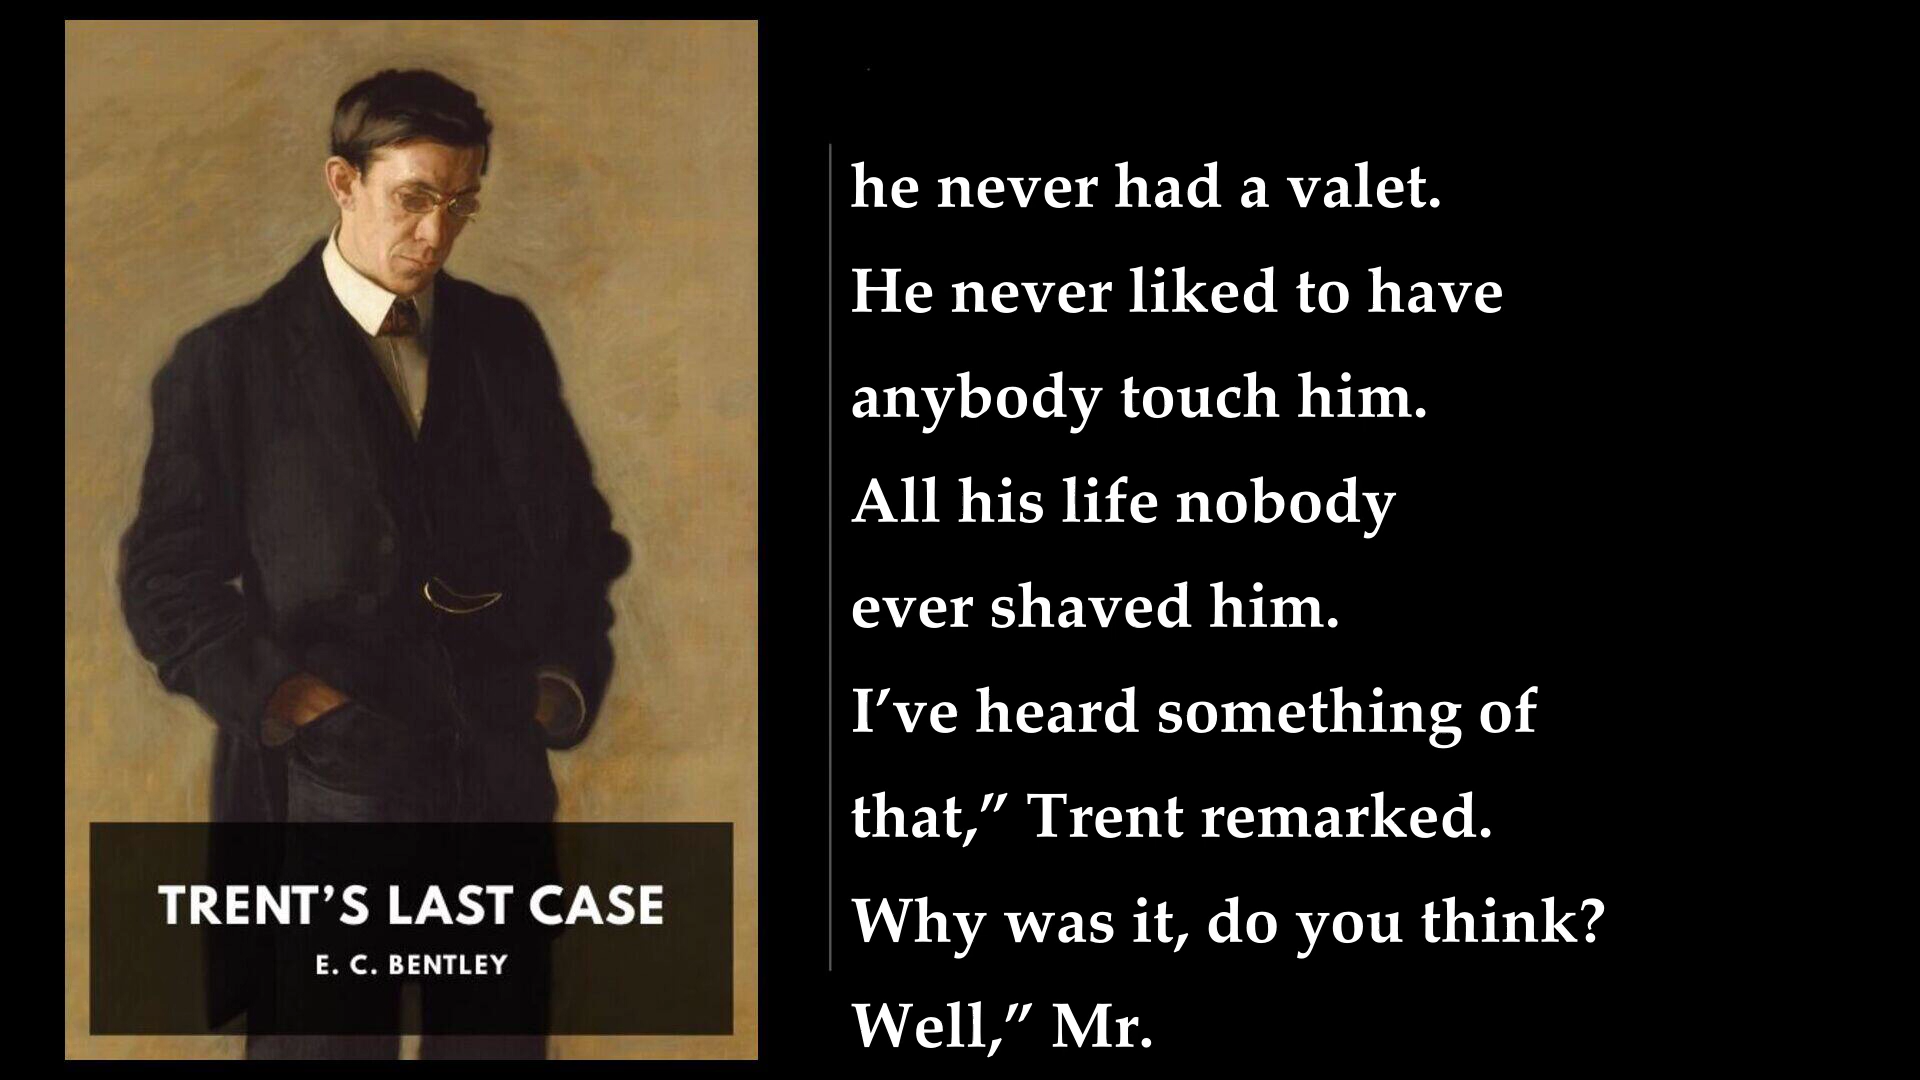 TRENT’S LAST CASE
E. C. BENTLEY
he never had a valet.
He never liked to have
anybody touch him.
All his life nobody
ever shaved him.
I’ve heard something of
that,” Trent remarked.
Why was it, do you think?
Well,” Mr.